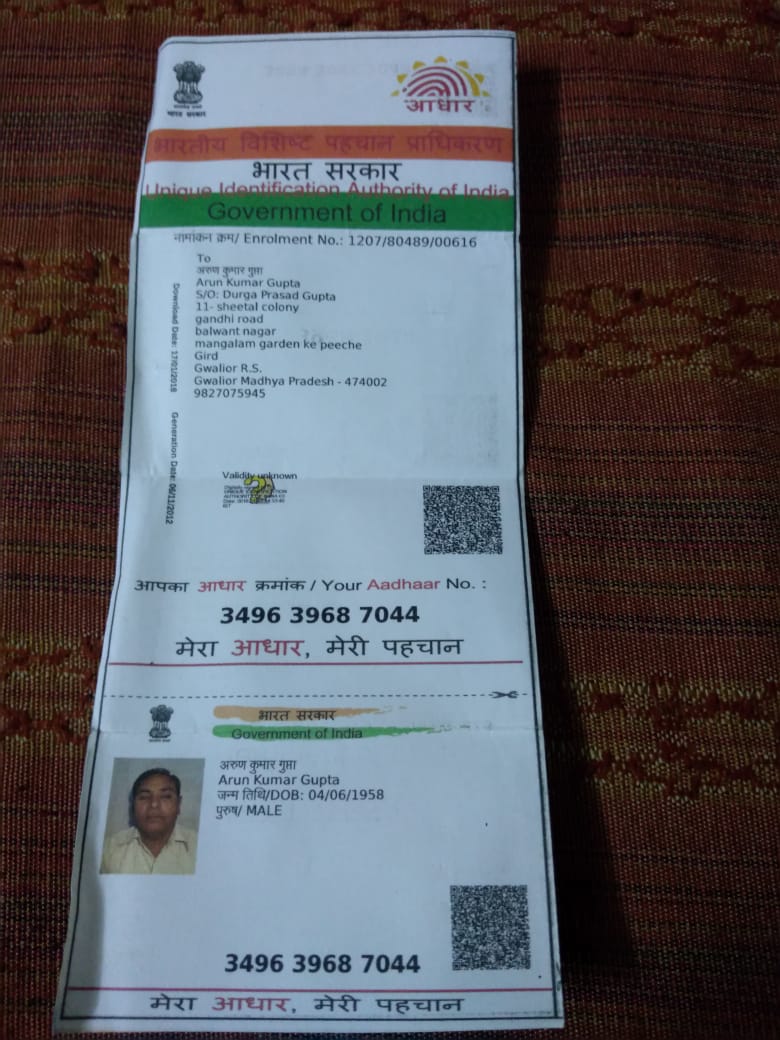 भारत सरकार
आधार
भारतीय विशिष्ट पहचान प्राधिकरण
भारत सरकार
Unique Identification Authority of India
Government of India
नामांकन क्रम/ Enrolment No.: 1207/80489/00616
To
अरुण कुमार गुप्ता
Arun Kumar Gupta
S/O: Durga Prasad Gupta
11- sheetal colony
gandhi road
balwant nagar
mangalam garden ke peeche
Gird
Gwalior R.S.
Gwalior Madhya Pradesh - 474002
9827075945
Download Date: 17/01/2018
Generation Date: 06/11/2012
Validity unknown
आपका आधार क्रमांक / Your Aadhaar No. :
3496 3968 7044
मेरा आधार, मेरी पहचान
भारत सरकार
Government of India
अरुण कुमार गुप्ता
Arun Kumar Gupta
जन्म तिथि/DOB: 04/06/1958
पुरुष/ MALE
3496 3968 7044
मेरा आधार, मेरी पहचान